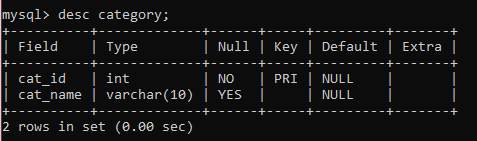 mysql> desc category;
+----------+-------------+------+-----+---------+-------+
| Field    | Type        | Null | Key | Default | Extra |
+----------+-------------+------+-----+---------+-------+
| cat_id   | int         | NO   | PRI | NULL    |       |
| cat_name | varchar(10) | YES  |     | NULL    |       |
+----------+-------------+------+-----+---------+-------+
2 rows in set (0.00 sec)